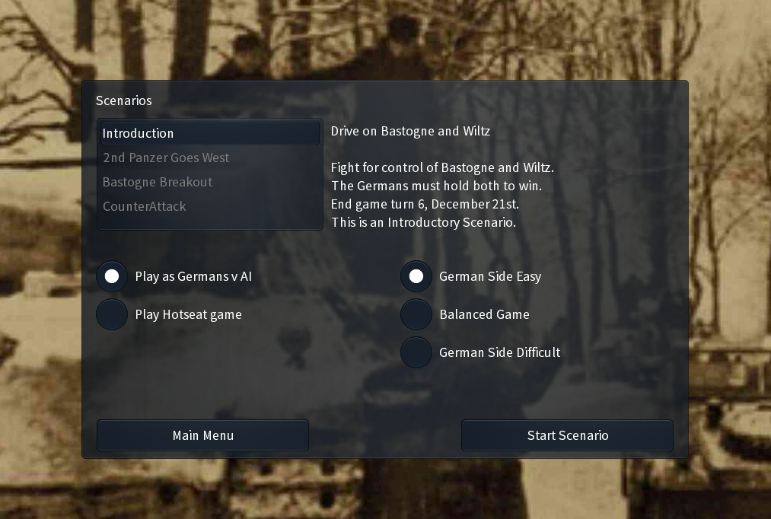 Scenarios
Introduction
2nd Panzer Goes West
Bastogne Breakout
CounterAttack
Drive on Bastogne and Wiltz
Fight for control of Bastogne and Wiltz.
The Germans must hold both to win.
End game turn 6, December 21st.
This is an Introductory Scenario.
Play as Germans v AI
Play Hotseat game
German Side Easy
Balanced Game
German Side Difficult
Main Menu
Start Scenario